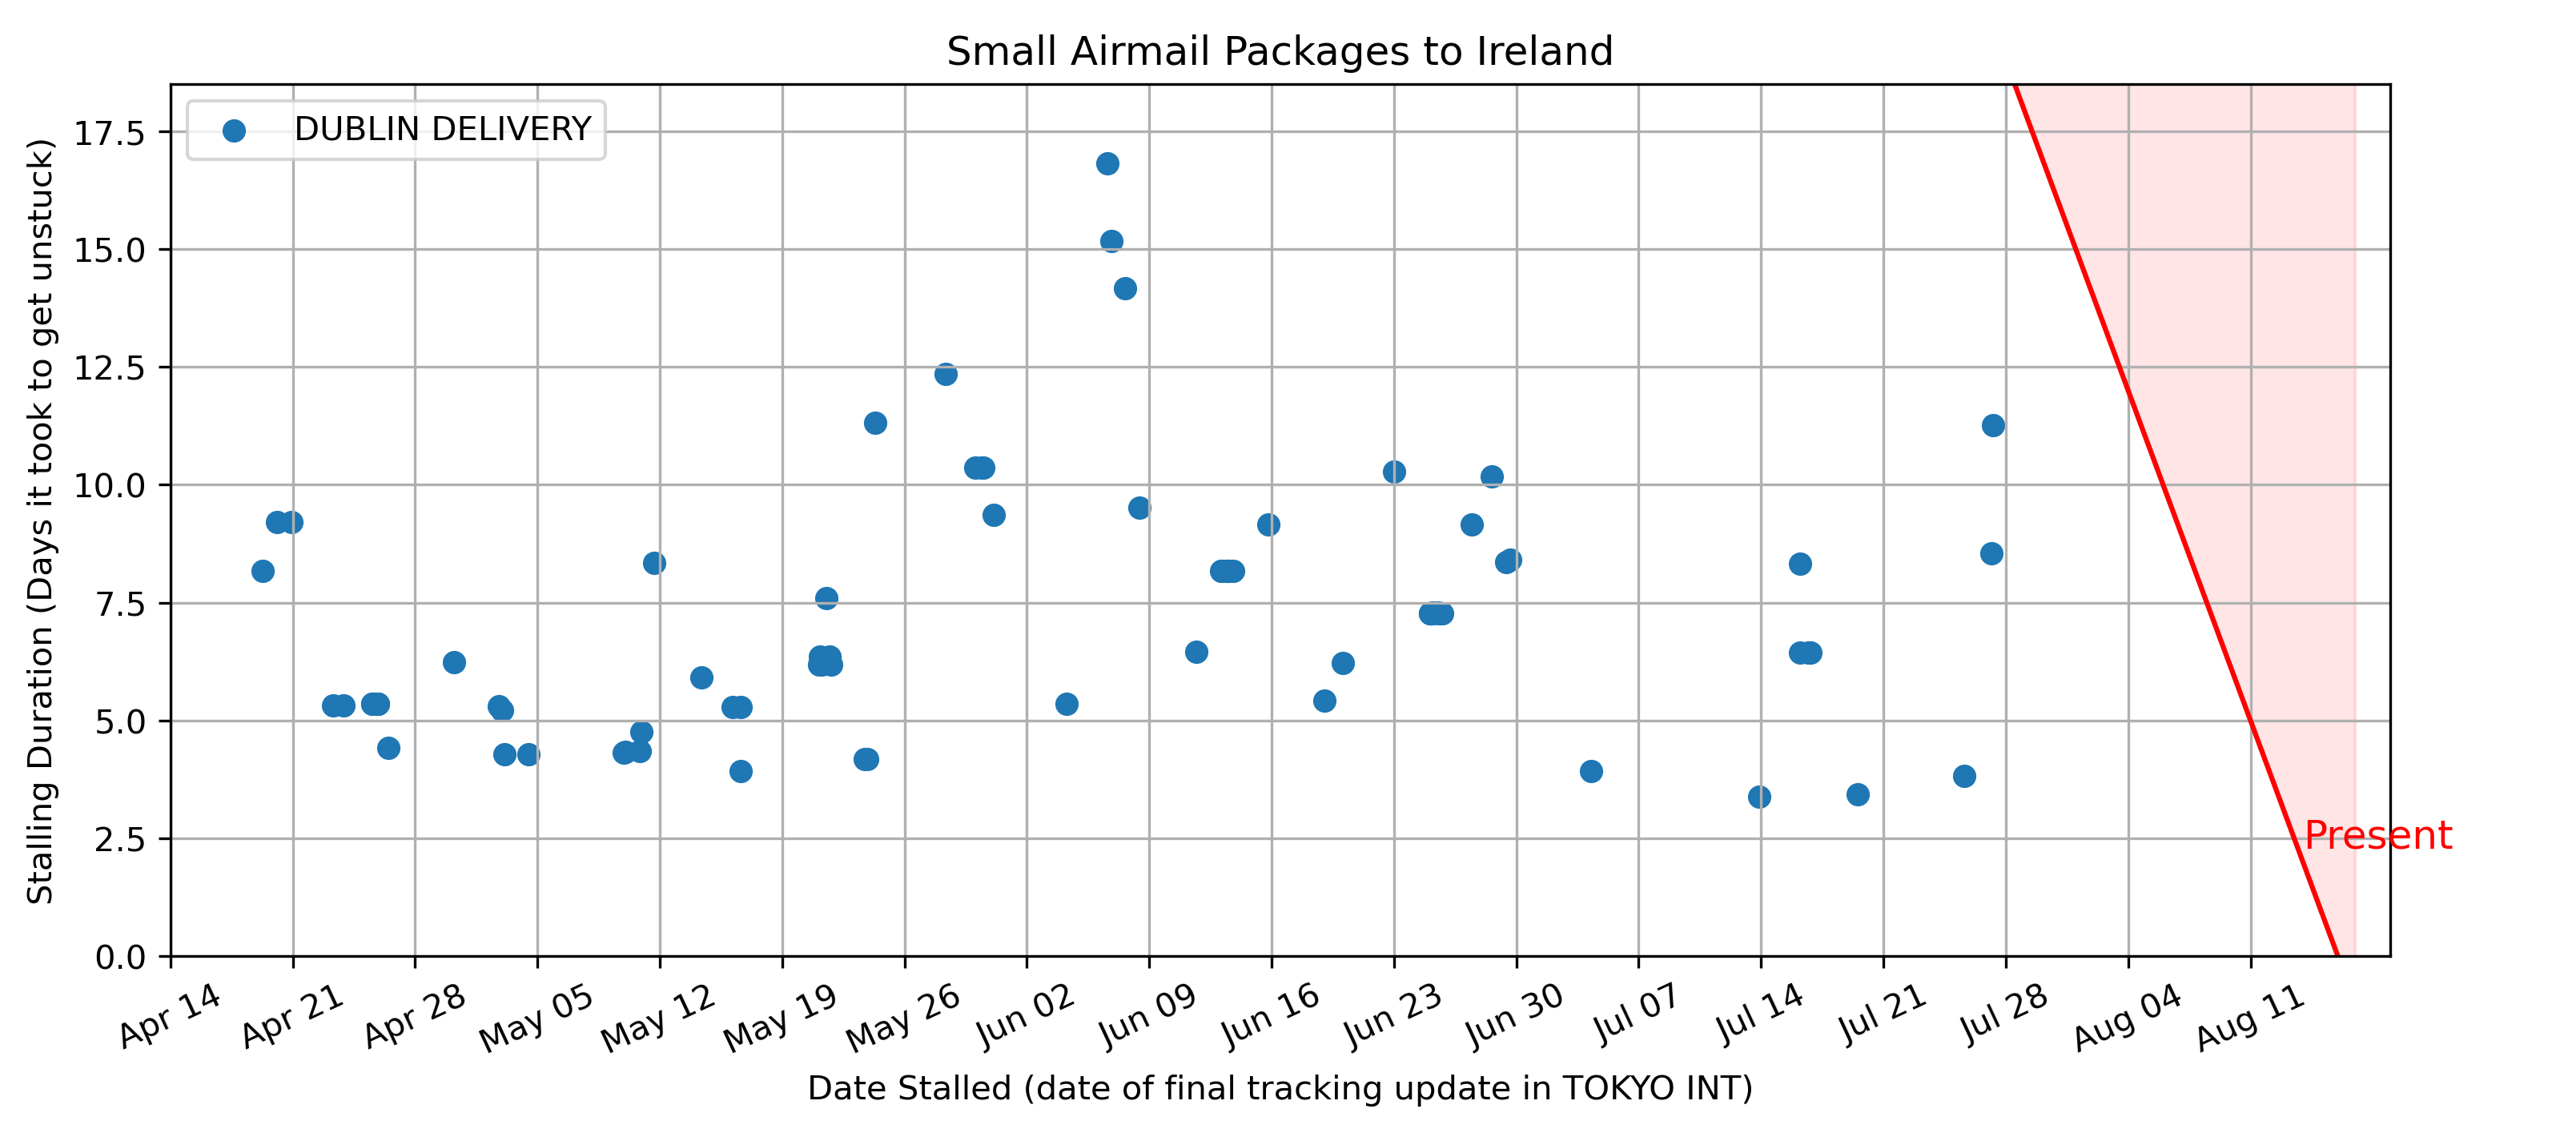 Small Airmail Packages to Ireland
DUBLIN DELIVERY
Stalling Duration (Days it took to get unstuck)
17.5
15.0
12.5
10.0
7.5
5.0
2.5
0.0
Present
Apr 14
Apr 21
Apr 28
May 05
May 12
May 19
May 26
Jun 02
Jun 09
Jun 16
Jun 23
Jun 30
Jul 07
Jul 14
Jul 21
Jul 28
Aug 04
Aug 11
Date Stalled (date of final tracking update in TOKYO INT)